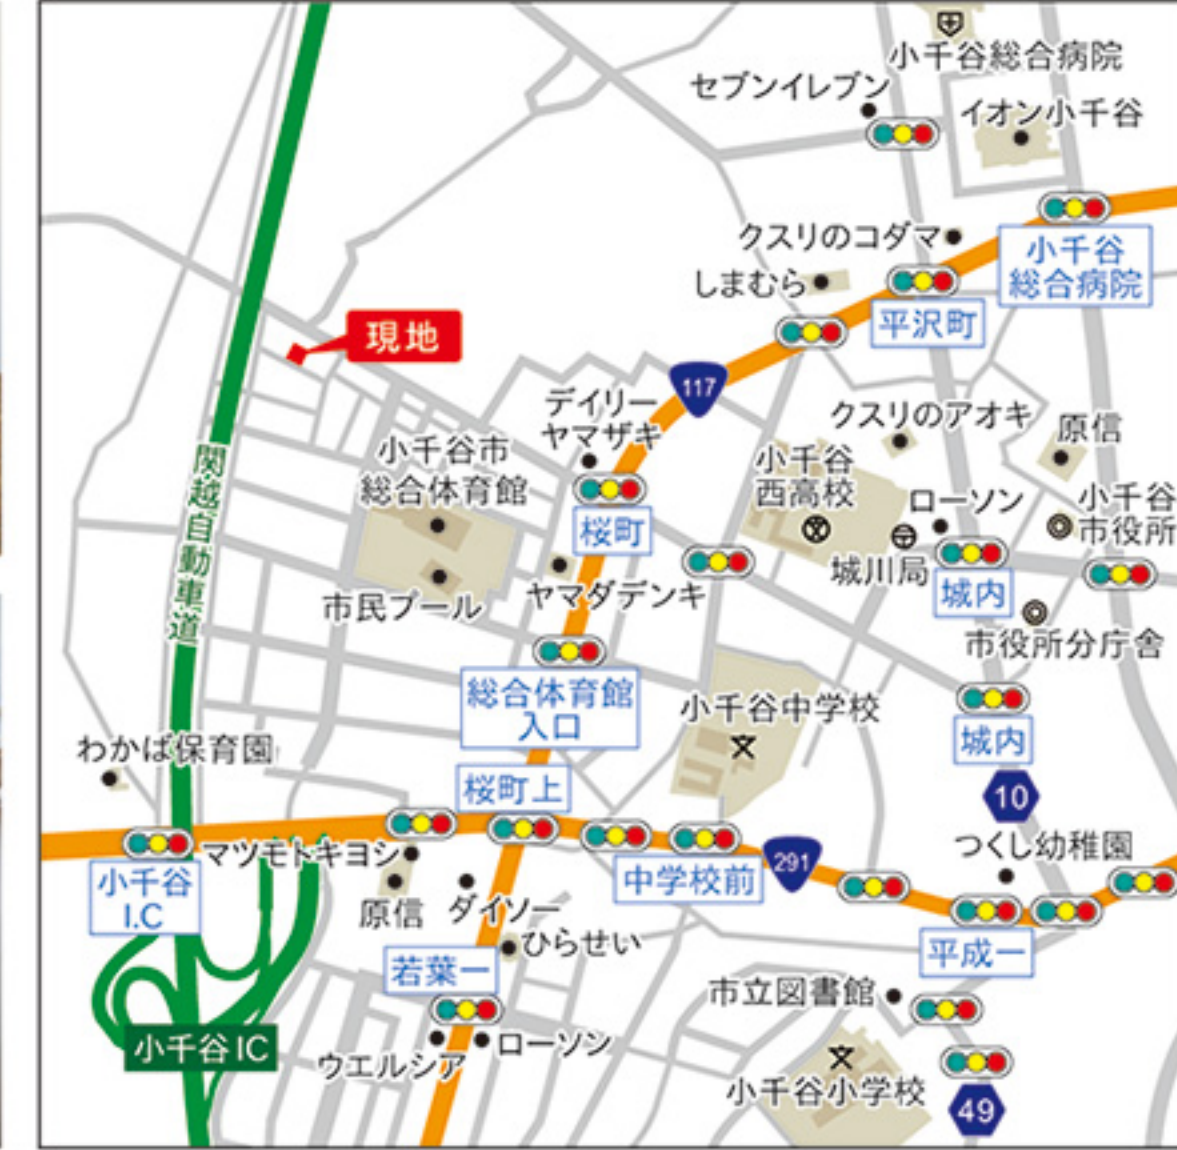 小千谷総合病院
セブンイレブン
イオン小千谷
クスリのコダマ
小千谷
総合病院
しまむら
平沢町
現地
117
デイリー
ヤマザキ
クスリのアオキ
原信
小千谷市
総合体育館
小千谷
西高校
関越自動車道
ローソン
小千谷
市役所
桜町
城川局
城内
市民プール
ヤマダデンキ
市役所分庁舎
総合体育館
入口
小千谷中学校
城内
わかば保育園
桜町上
10
マツモトキヨシ
つくし幼稚園
291
小千谷
I.C
中学校前
原信
ダイソー
ひらせい
平成一
若葉一
市立図書館
小千谷IC
ウエルシア
ローソン
小千谷小学校
49